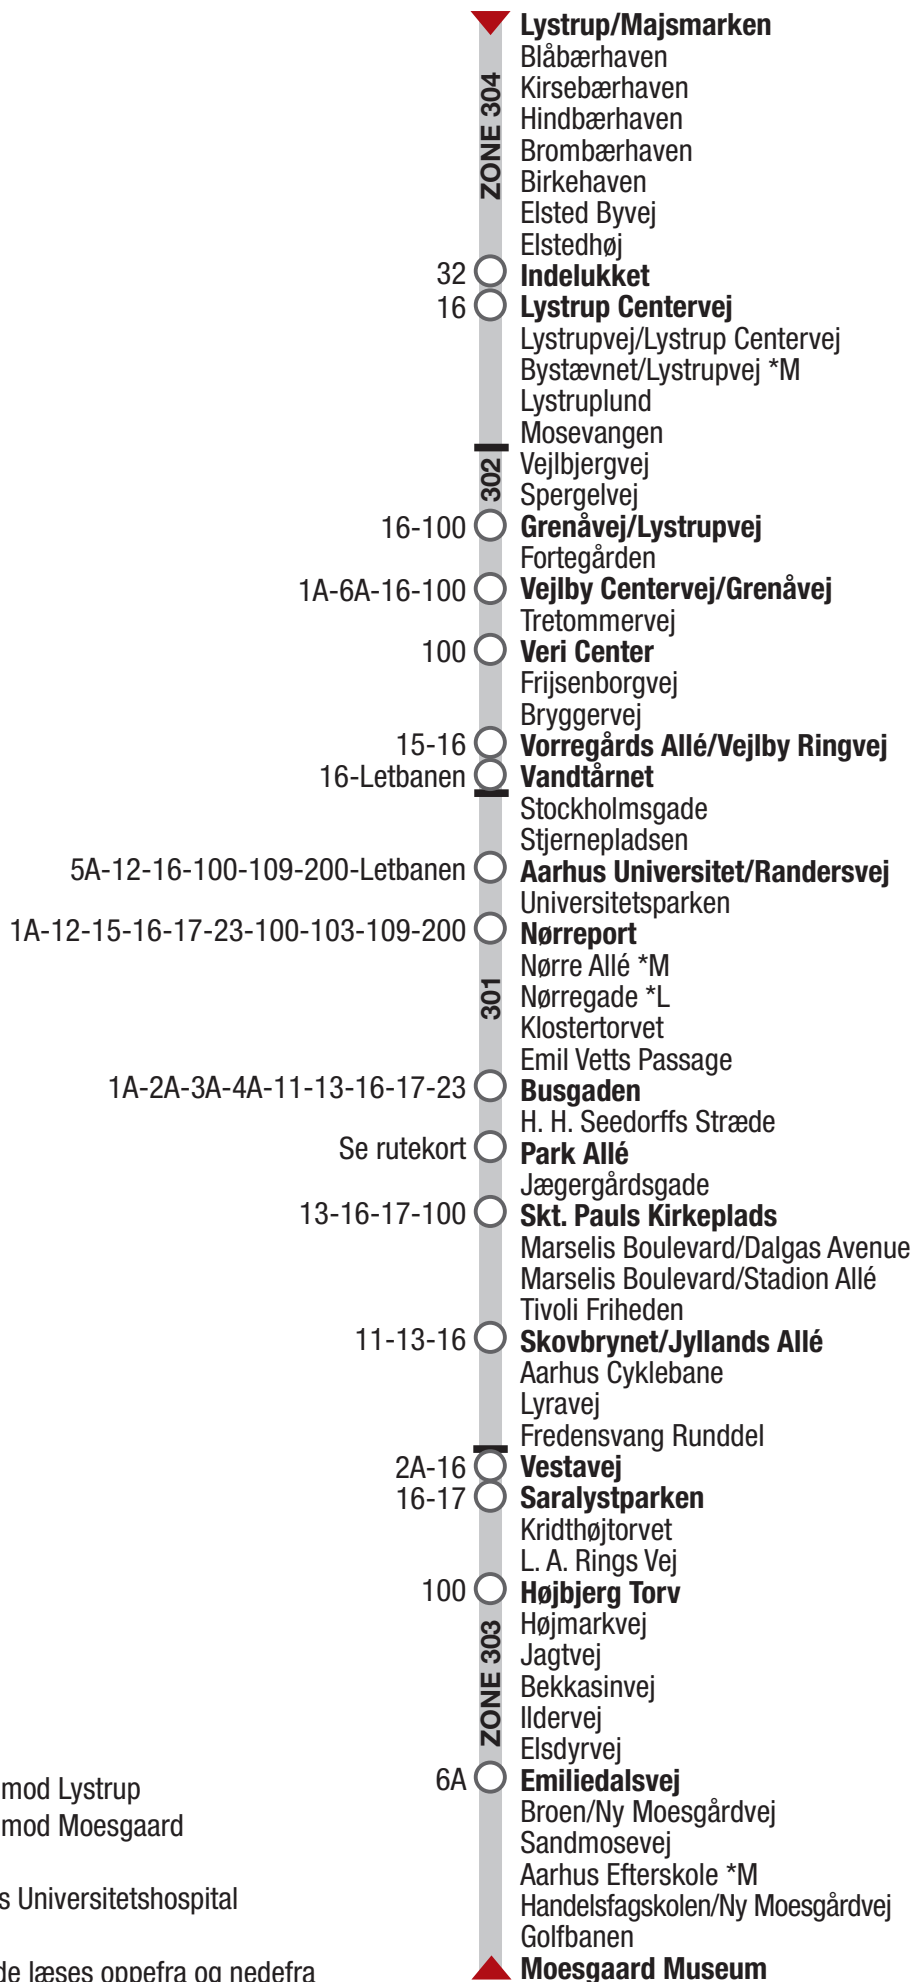 Lystrup/Majsmarken
Blåbærhaven
Kirsebærhaven
Hindbærhaven
Brombærhaven
Birkehaven
Elsted Byvej
Elstedhøj
ZONE 304
32 Indelukket
16 Lystrup Centervej
Lystrupvej/Lystrup Centervej
Bystævnet/Lystrupvej *M
Lystruplund
Mosevangen
Vejlbjergvej
302
Spergelvej
16-100 Grenåvej/Lystrupvej
Fortegården
1A-6A-16-100 Vejlby Centervej/Grenåvej
Tretommervej
100 Veri Center
Frijsenborgvej
Bryggervej
15-16 Vorregårds Allé/Vejlby Ringvej
16-Letbanen Vandtårnet
Stockholmsgade
Stjernepladsen
5A-12-16-100-109-200-Letbanen Aarhus Universitet/Randersvej
Universitetsparken
1A-12-15-16-17-23-100-103-109-200 Nørreport
Nørre Allé *M
301
Nørregade *L
Klostertorvet
Emil Vetts Passage
1A-2A-3A-4A-11-13-16-17-23 Busgaden
H. H. Seedorffs Stræde
Se rutekort Park Allé
Jægergårdsgade
13-16-17-100 Skt. Pauls Kirkeplads
Marselis Boulevard/Dalgas Avenue
Marselis Boulevard/Stadion Allé
Tivoli Friheden
11-13-16 Skovbrynet/Jyllands Allé
Aarhus Cyklebane
Lyravej
Fredensvang Runddel
2A-16 Vestavej
16-17 Saralystparken
Kridthøjtorvet
L. A. Rings Vej
100 Højbjerg Torv
Højmarkvej
ZONE 303
Jagtvej
Bekkasinvej
Ildervej
Elsdyrvej
6A Emiliedalsvej
Broen/Ny Moesgårdvej
Sandmosevej
Aarhus Efterskole *M
Handelsfagskolen/Ny Moesgårdvej
Golfbanen
Moesgaard Museum
mod Lystrup
mod Moesgaard
s Universitetshospital
de læses oppefra og nedefra